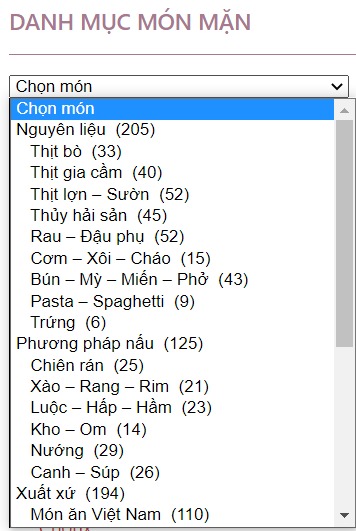 DANH MỤC MÓN MẶN
Chọn món
Chọn món
Nguyên liệu (205)
Thịt bò (33)
Thịt gia cầm (40)
Thịt lợn – Sườn (52)
Thủy hải sản (45)
Rau – Đậu phụ (52)
Cơm – Xôi – Cháo (15)
Bún – Mỳ – Miến – Phở (43)
Pasta – Spaghetti (9)
Trứng (6)
Phương pháp nấu (125)
Chiên rán (25)
Xào – Rang – Rim (21)
Luộc – Hấp – Hầm (23)
Kho – Om (14)
Nướng (29)
Canh – Súp (26)
Xuất xứ (194)
Món ăn Việt Nam (110)